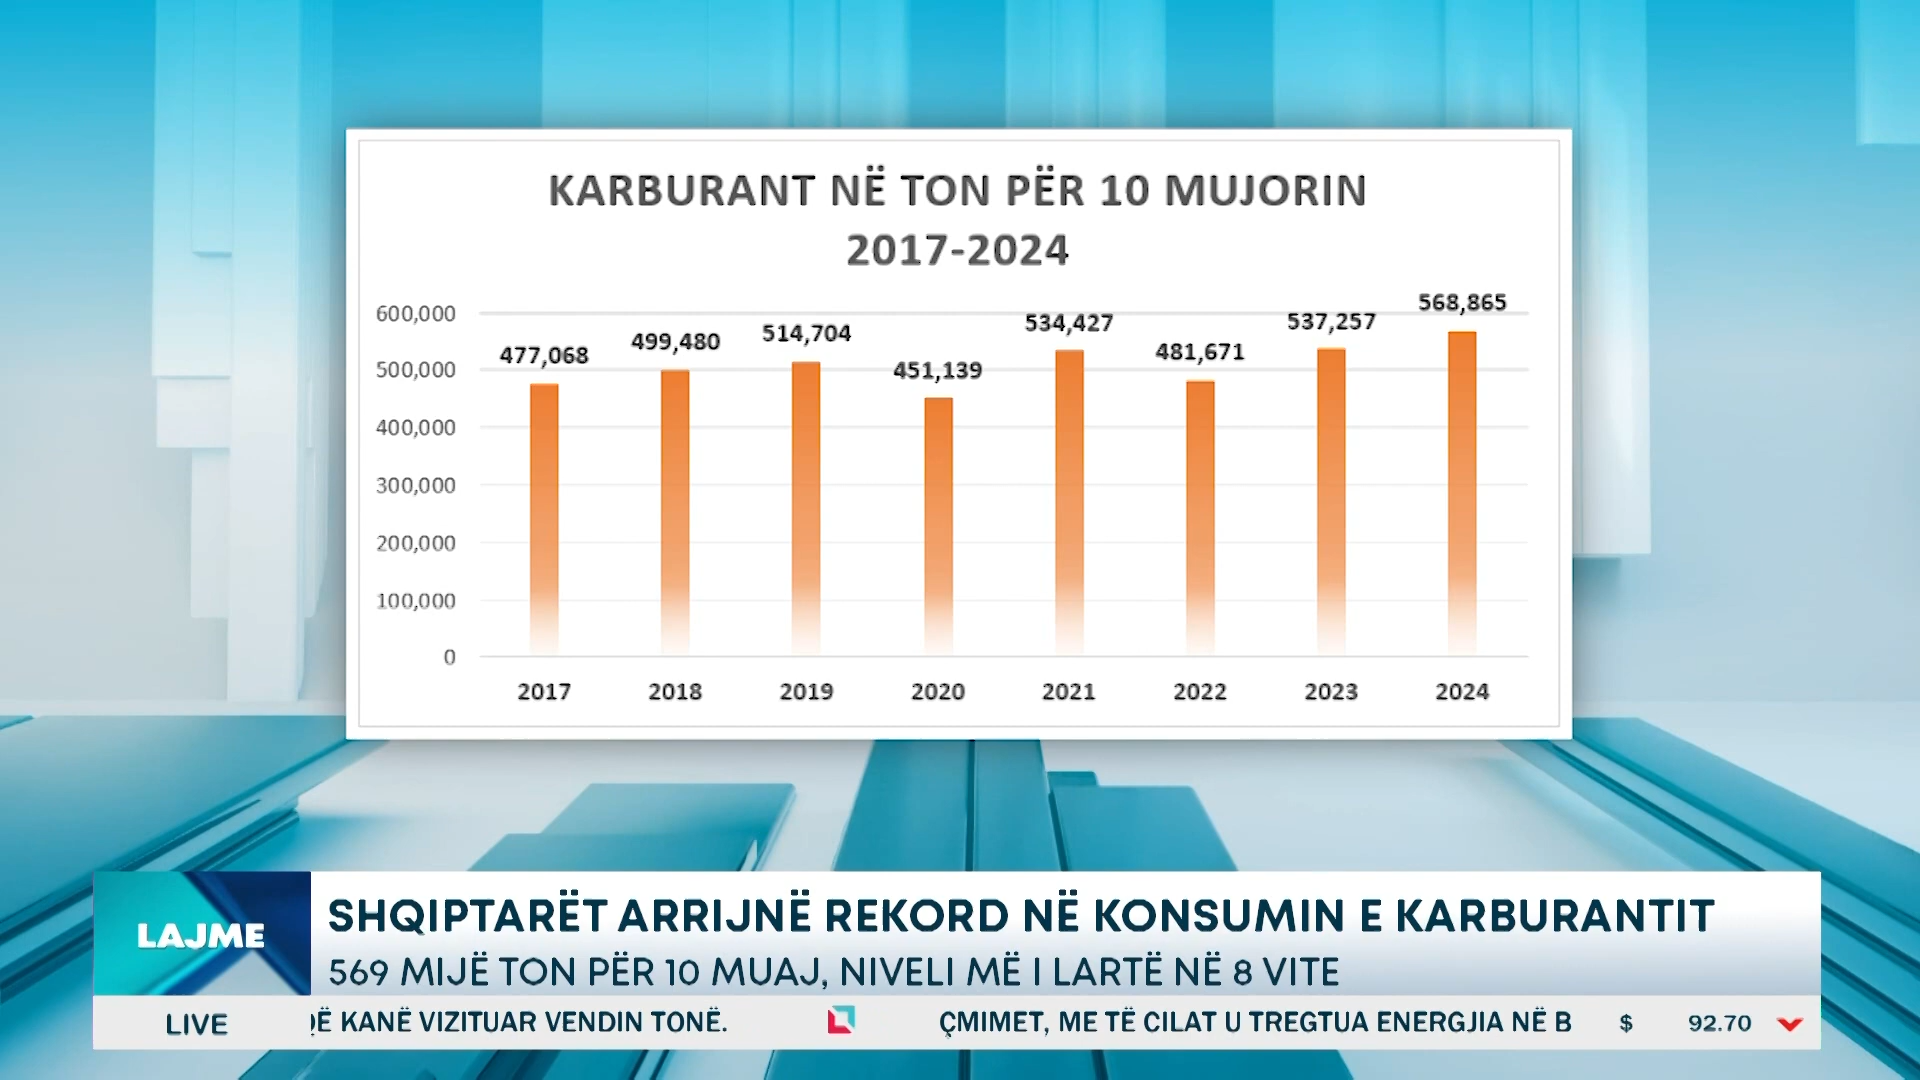 KARBURANT NË TON PËR 10 MUJORIN
2017-2024
600,000
500,000
400,000
300,000
200,000
100,000
0
477,068
499,480
514,704
451,139
534,427
481,671
537,257
568,865
2017 2018 2019 2020 2021 2022 2023 2024
LAJME
SHQIPTARËT ARRIJNË REKORD NË KONSUMIN E KARBURANTIT
569 MIJË TON PËR 10 MUAJ, NIVELI MË I LARTË NË 8 VITE
LIVE
KANË VIZITUAR VENDIN TONË. ÇMIMET, ME TË CILAT U TREGTUA ENERGJIA NË B $ 92.70